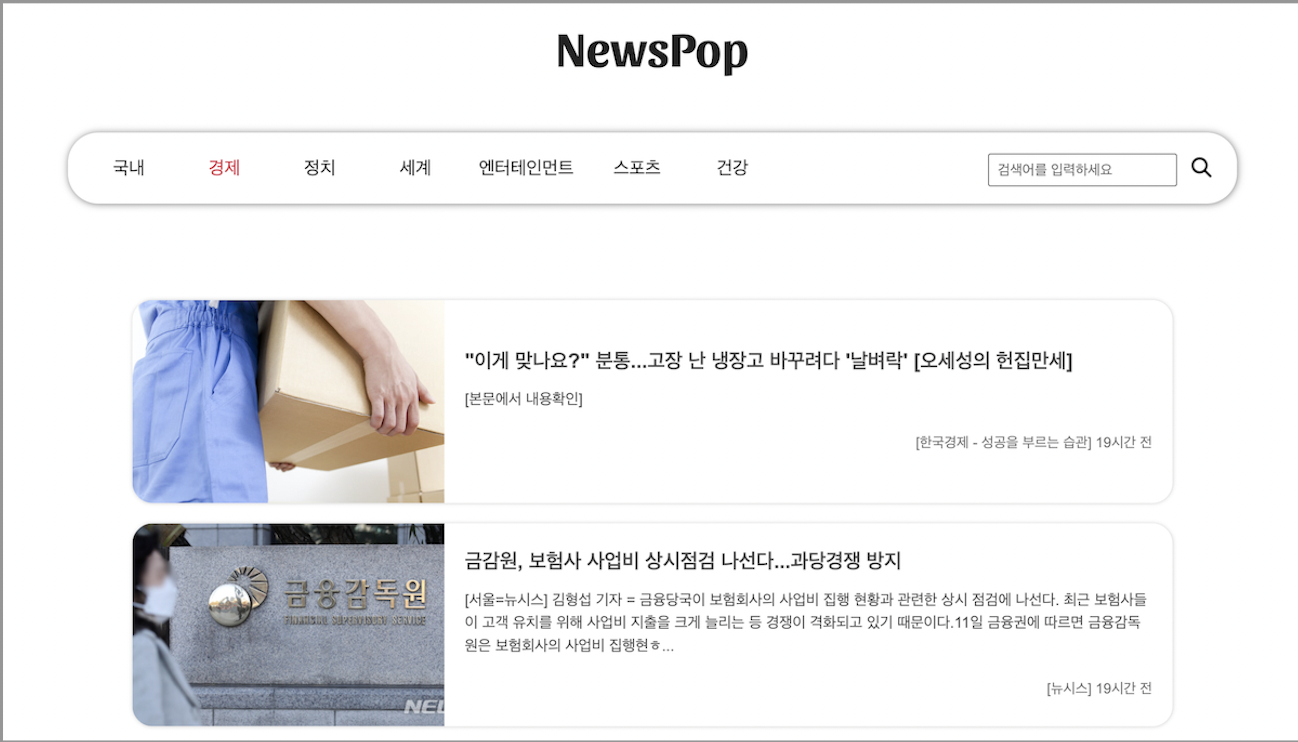 NewsPop
국내 경제 정치 세계 엔터테인먼트 스포츠 건강 검색어를 입력하세요
"이게 맞나요?" 분통...고장 난 냉장고 바꾸려다 '날벼락' [오세성의 헌집만세]
[본문에서 내용확인]
[한국경제 - 성공을 부르는 습관] 19시간 전
금융감독원
FINANCIAL SUPERVISORY SERVICE
금감원, 보험사 사업비 상시점검 나선다...과당경쟁 방지
[서울=뉴시스] 김형섭 기자 = 금융당국이 보험회사의 사업비 집행 현황과 관련한 상시 점검에 나선다. 최근 보험사들
이 고객 유치를 위해 사업비 지출을 크게 늘리는 등 경쟁이 격화되고 있기 때문이다.11일 금융권에 따르면 금융감독
원은 보험회사의 사업비 집행현ㅎ...
[뉴시스] 19시간 전